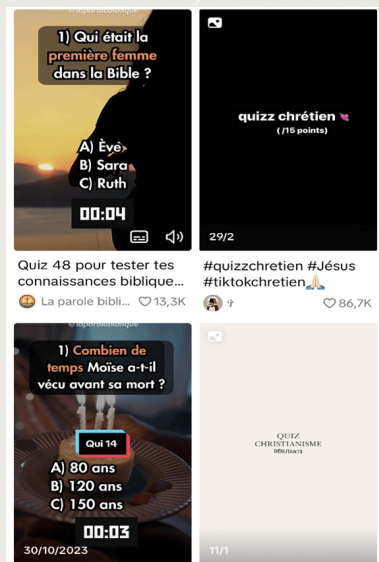 @laparolebiblique
1) Qui était la
première femme
dans la Bible ?
A) Ève
B) Sara
C) Ruth
00:04
Quiz 48 pour tester tes
connaissances biblique...
La parole bibli...
13,3K
quizz chrétien 💘
( /15 points)
29/2
#quizzchretien #Jésus
#tiktokchretien🙏🏻
✞
86,7K
@laparolebiblique
1) Combien de
temps Moïse a-t-il
vécu avant sa mort ?
Qui 14
A) 80 ans
B) 120 ans
C) 150 ans
00:03
30/10/2023
QUIZ
CHRISTIANISME
DÉBUTANTS
11/1